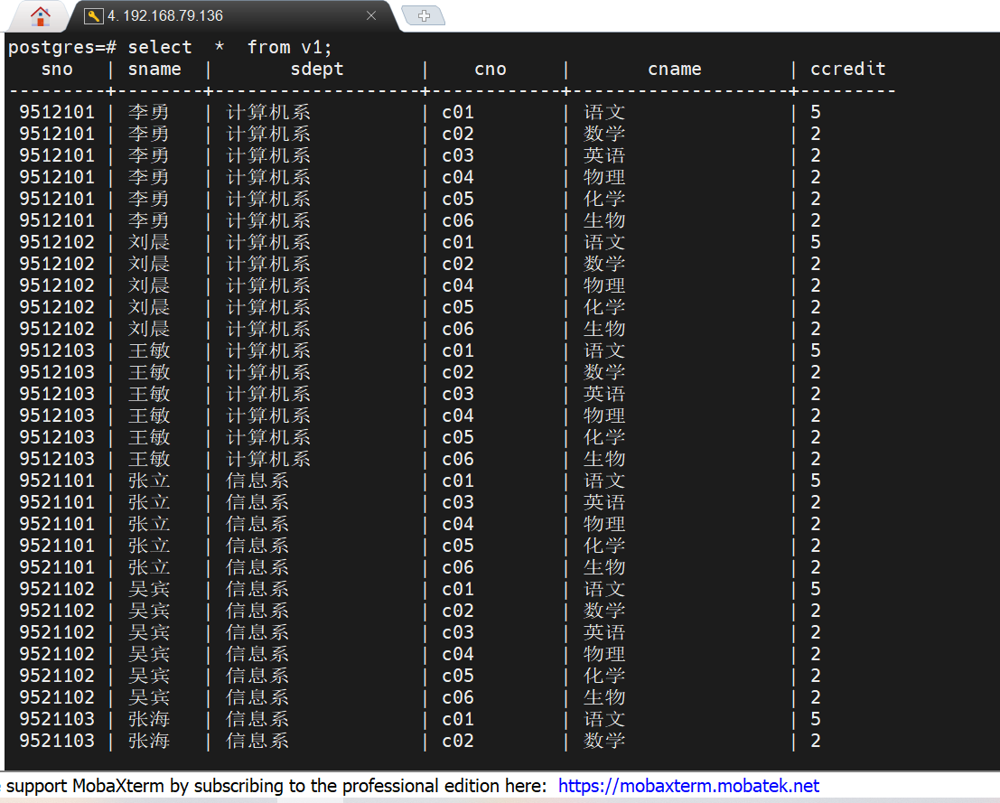 4. 192.168.79.136
postgres=# select  *  from v1;
   sno   | sname  |       sdept       |    cno     |       cname        | ccredit
---------+--------+-------------------+------------+--------------------+---------
 9512101 | 李勇   | 计算机系          | c01        | 语文               | 5
 9512101 | 李勇   | 计算机系          | c02        | 数学               | 2
 9512101 | 李勇   | 计算机系          | c03        | 英语               | 2
 9512101 | 李勇   | 计算机系          | c04        | 物理               | 2
 9512101 | 李勇   | 计算机系          | c05        | 化学               | 2
 9512101 | 李勇   | 计算机系          | c06        | 生物               | 2
 9512102 | 刘晨   | 计算机系          | c01        | 语文               | 5
 9512102 | 刘晨   | 计算机系          | c02        | 数学               | 2
 9512102 | 刘晨   | 计算机系          | c04        | 物理               | 2
 9512102 | 刘晨   | 计算机系          | c05        | 化学               | 2
 9512102 | 刘晨   | 计算机系          | c06        | 生物               | 2
 9512103 | 王敏   | 计算机系          | c01        | 语文               | 5
 9512103 | 王敏   | 计算机系          | c02        | 数学               | 2
 9512103 | 王敏   | 计算机系          | c03        | 英语               | 2
 9512103 | 王敏   | 计算机系          | c04        | 物理               | 2
 9512103 | 王敏   | 计算机系          | c05        | 化学               | 2
 9512103 | 王敏   | 计算机系          | c06        | 生物               | 2
 9521101 | 张立   | 信息系            | c01        | 语文               | 5
 9521101 | 张立   | 信息系            | c03        | 英语               | 2
 9521101 | 张立   | 信息系            | c04        | 物理               | 2
 9521101 | 张立   | 信息系            | c05        | 化学               | 2
 9521101 | 张立   | 信息系            | c06        | 生物               | 2
 9521102 | 吴宾   | 信息系            | c01        | 语文               | 5
 9521102 | 吴宾   | 信息系            | c02        | 数学               | 2
 9521102 | 吴宾   | 信息系            | c03        | 英语               | 2
 9521102 | 吴宾   | 信息系            | c04        | 物理               | 2
 9521102 | 吴宾   | 信息系            | c05        | 化学               | 2
 9521102 | 吴宾   | 信息系            | c06        | 生物               | 2
 9521103 | 张海   | 信息系            | c01        | 语文               | 5
 9521103 | 张海   | 信息系            | c02        | 数学               | 2
support MobaXterm by subscribing to the professional edition here: https://mobaxterm.mobatek.net